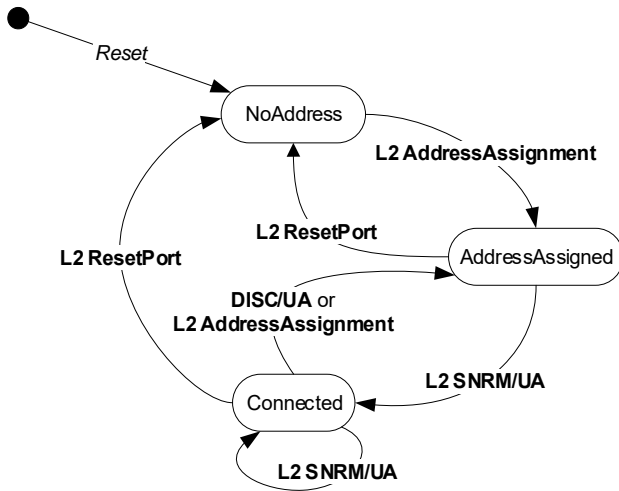 Reset
NoAddress
L2 AddressAssignment
L2 ResetPort
L2 ResetPort
AddressAssigned
DISC/UA or
L2 AddressAssignment
L2 SNRM/UA
Connected
L2 SNRM/UA